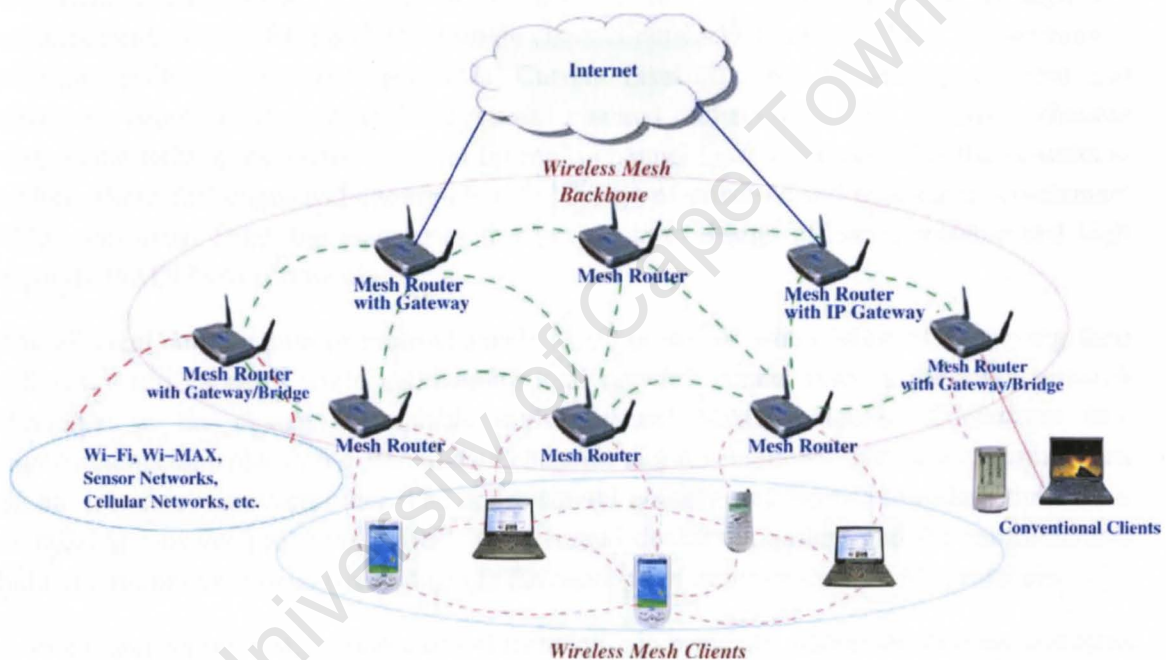 Internet
Wireless Mesh
Backbone
Mesh Router
with Gateway
Mesh Router
Mesh Router
with IP Gateway
Mesh Router
with Gateway/Bridge
Mesh Router
with Gateway/Bridge
Mesh Router
Mesh Router
Mesh Router
Wi–Fi, Wi–MAX,
Sensor Networks,
Cellular Networks, etc.
Conventional Clients
Wireless Mesh Clients
University of Cape Town